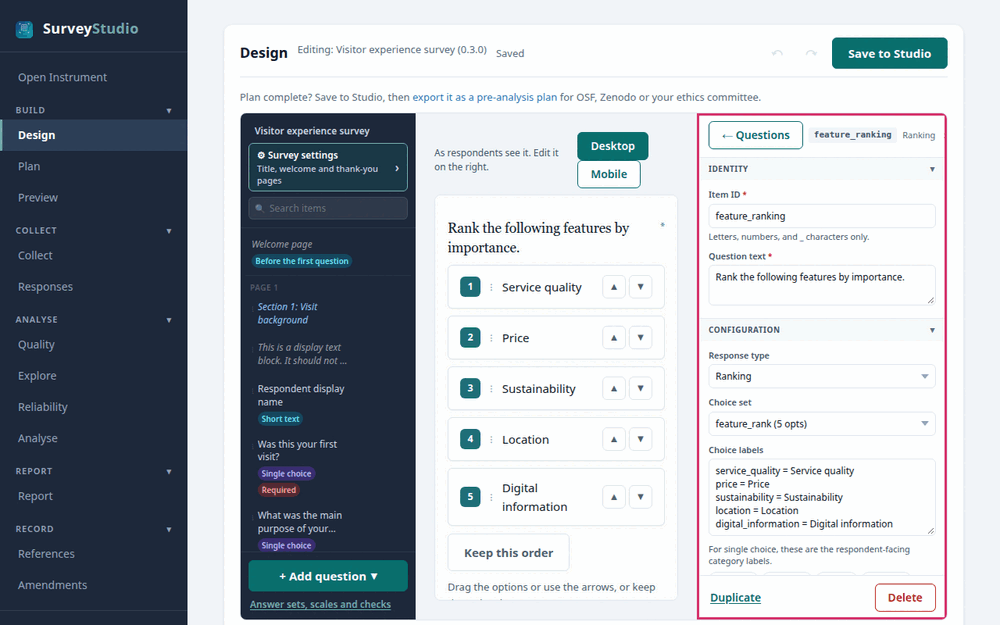 SurveyStudio
Open Instrument
BUILD
Design
Plan
Preview
COLLECT
Collect
Responses
ANALYSE
Quality
Explore
Reliability
Analyse
REPORT
Report
RECORD
References
Amendments
Design
Editing: Visitor experience survey (0.3.0)
Saved
Save to Studio
Plan complete? Save to Studio, then export it as a pre-analysis plan for OSF, Zenodo or your ethics committee.
Visitor experience survey
Survey settings
Title, welcome and thank-you
pages
Search items
Welcome page
Before the first question
PAGE 1
Section 1: Visit
background
This is a display text
block. It should not ...
Respondent display
name
Short text
Was this your first
visit?
Single choice
Required
What was the main
purpose of your...
Single choice
+ Add question ▼
Answer sets, scales and checks
As respondents see it. Edit it
on the right.
Desktop
Mobile
Rank the following features by
importance.
1 Service quality
2 Price
3 Sustainability
4 Location
5 Digital
information
Keep this order
Drag the options or use the arrows, or keep
← Questions
feature_ranking
Ranking
IDENTITY
Item ID *
feature_ranking
Letters, numbers, and _ characters only.
Question text *
Rank the following features by importance.
CONFIGURATION
Response type
Ranking
Choice set
feature_rank (5 opts)
Choice labels
service_quality = Service quality
price = Price
sustainability = Sustainability
location = Location
digital_information = Digital information
For single choice, these are the respondent-facing
category labels.
Duplicate
Delete